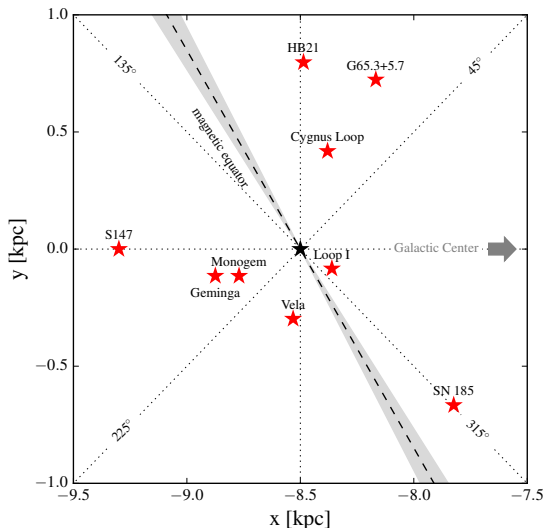 1.0
HB21
135°
G65.3+5.7
45°
0.5
magnetic equator
Cygnus Loop
y [kpc]
S147
0.0
Galactic Center
Monogem
Loop I
Geminga
Vela
−0.5
SN 185
225°
315°
−1.0
−9.5
−9.0
−8.5
−8.0
−7.5
x [kpc]